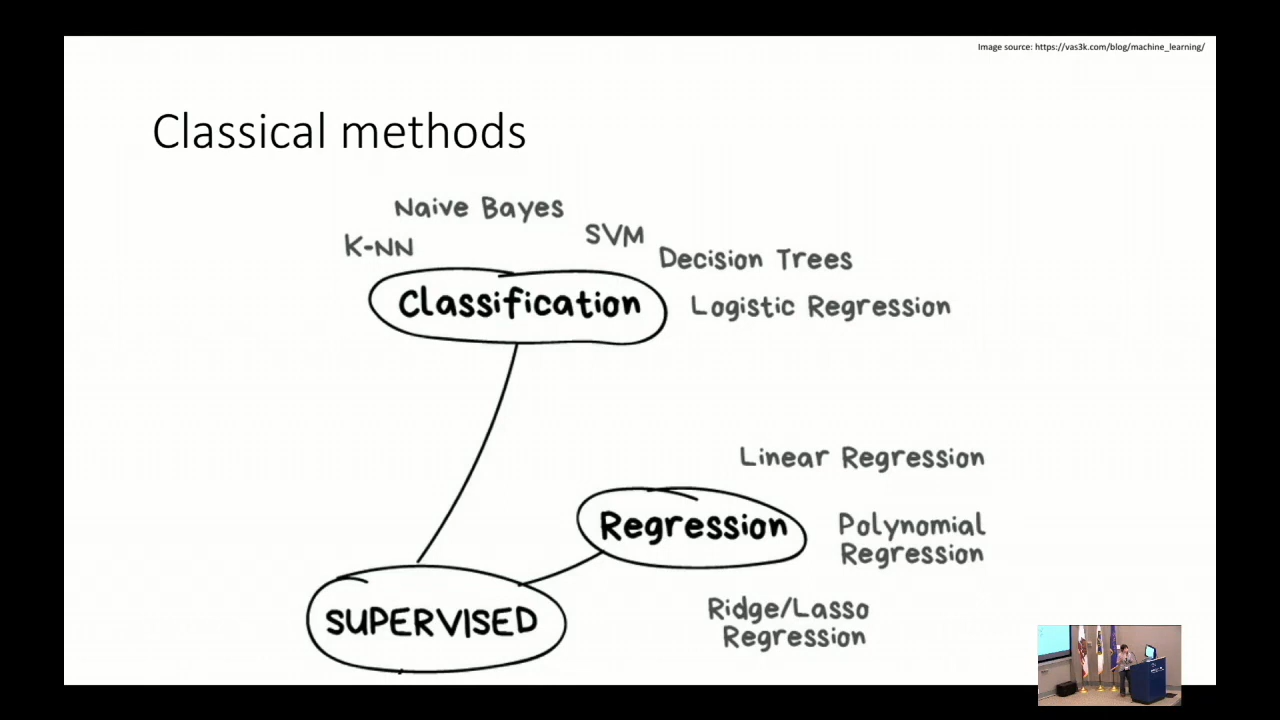 Image source: https://vas3k.com/blog/machine_learning/
Classical methods
Naive Bayes
K-NN
SVM
Decision Trees
Classification
Logistic Regression
Linear Regression
Regression
Polynomial
Regression
Ridge/Lasso
Regression
SUPERVISED